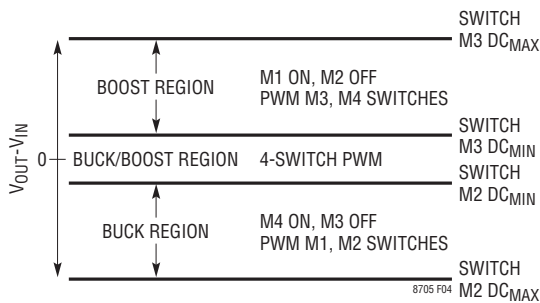 SWITCH
M3 DCMAX
BOOST REGION
M1 ON, M2 OFF
PWM M3, M4 SWITCHES
SWITCH
M3 DCMIN
VOUT-VIN
0
BUCK/BOOST REGION
4-SWITCH PWM
SWITCH
M2 DCMIN
BUCK REGION
M4 ON, M3 OFF
PWM M1, M2 SWITCHES
8705 F04
SWITCH
M2 DCMAX